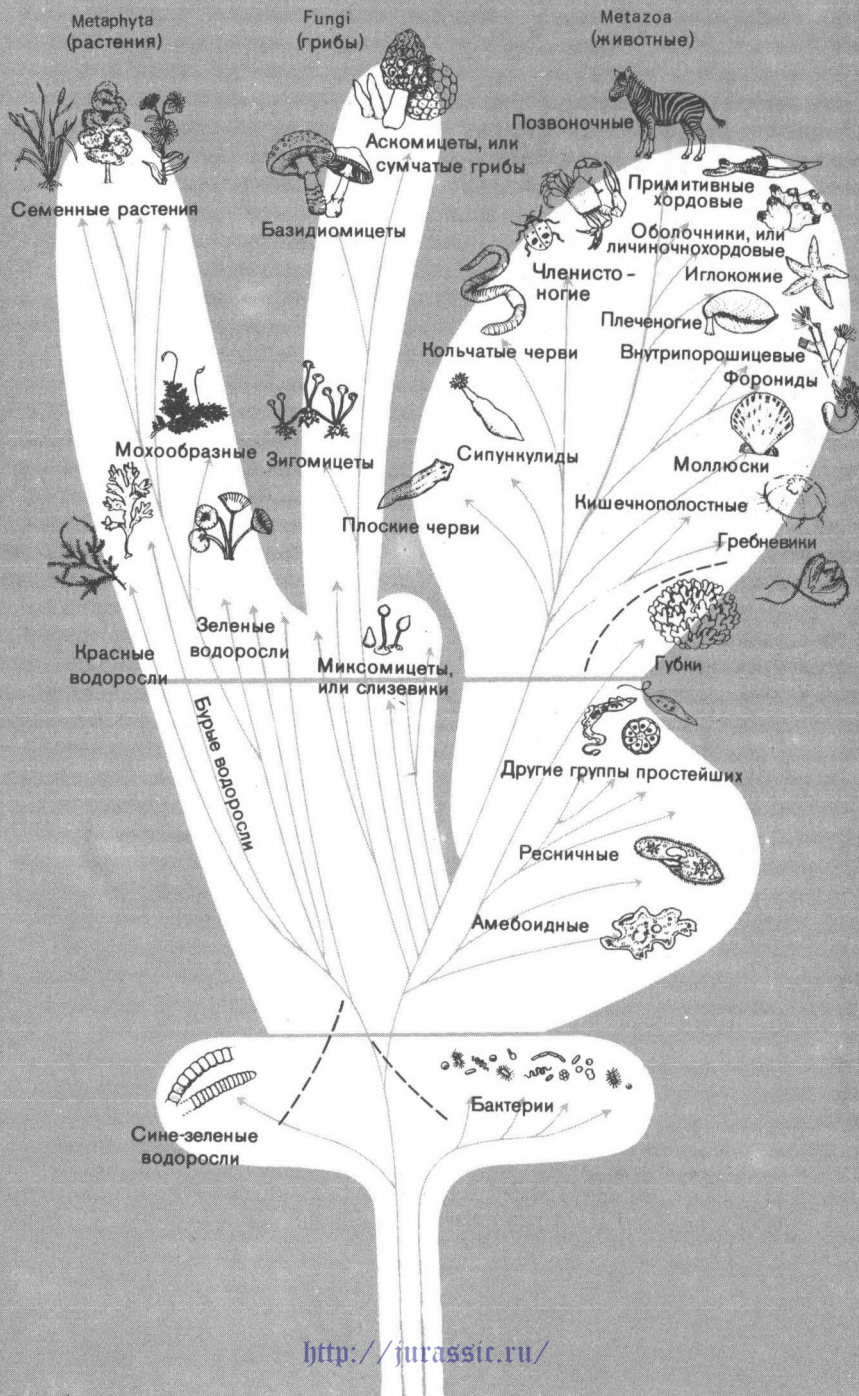 Metaphyta
(растения)
Fungi
(грибы)
Metazoa
(животные)
Позвоночные
Аскомицеты, или
сумчатые грибы
Примитивные
хордовые
Семенные растения
Базидиомицеты
Оболочники, или
личиночнохордовые
Членисто-
ногие
Иглокожие
Плеченогие
Кольчатые черви
Внутрипорошицевые
Форониды
Мохообразные
Зигомицеты
Сипункулиды
Моллюски
Кишечнополостные
Плоские черви
Гребневики
Зеленые
водоросли
Красные
водоросли
Миксомицеты,
или слизевики
Губки
Бурые водоросли
Другие группы простейших
Ресничные
Амебоидные
Бактерии
Сине-зеленые
водоросли
http://jurassic.ru/